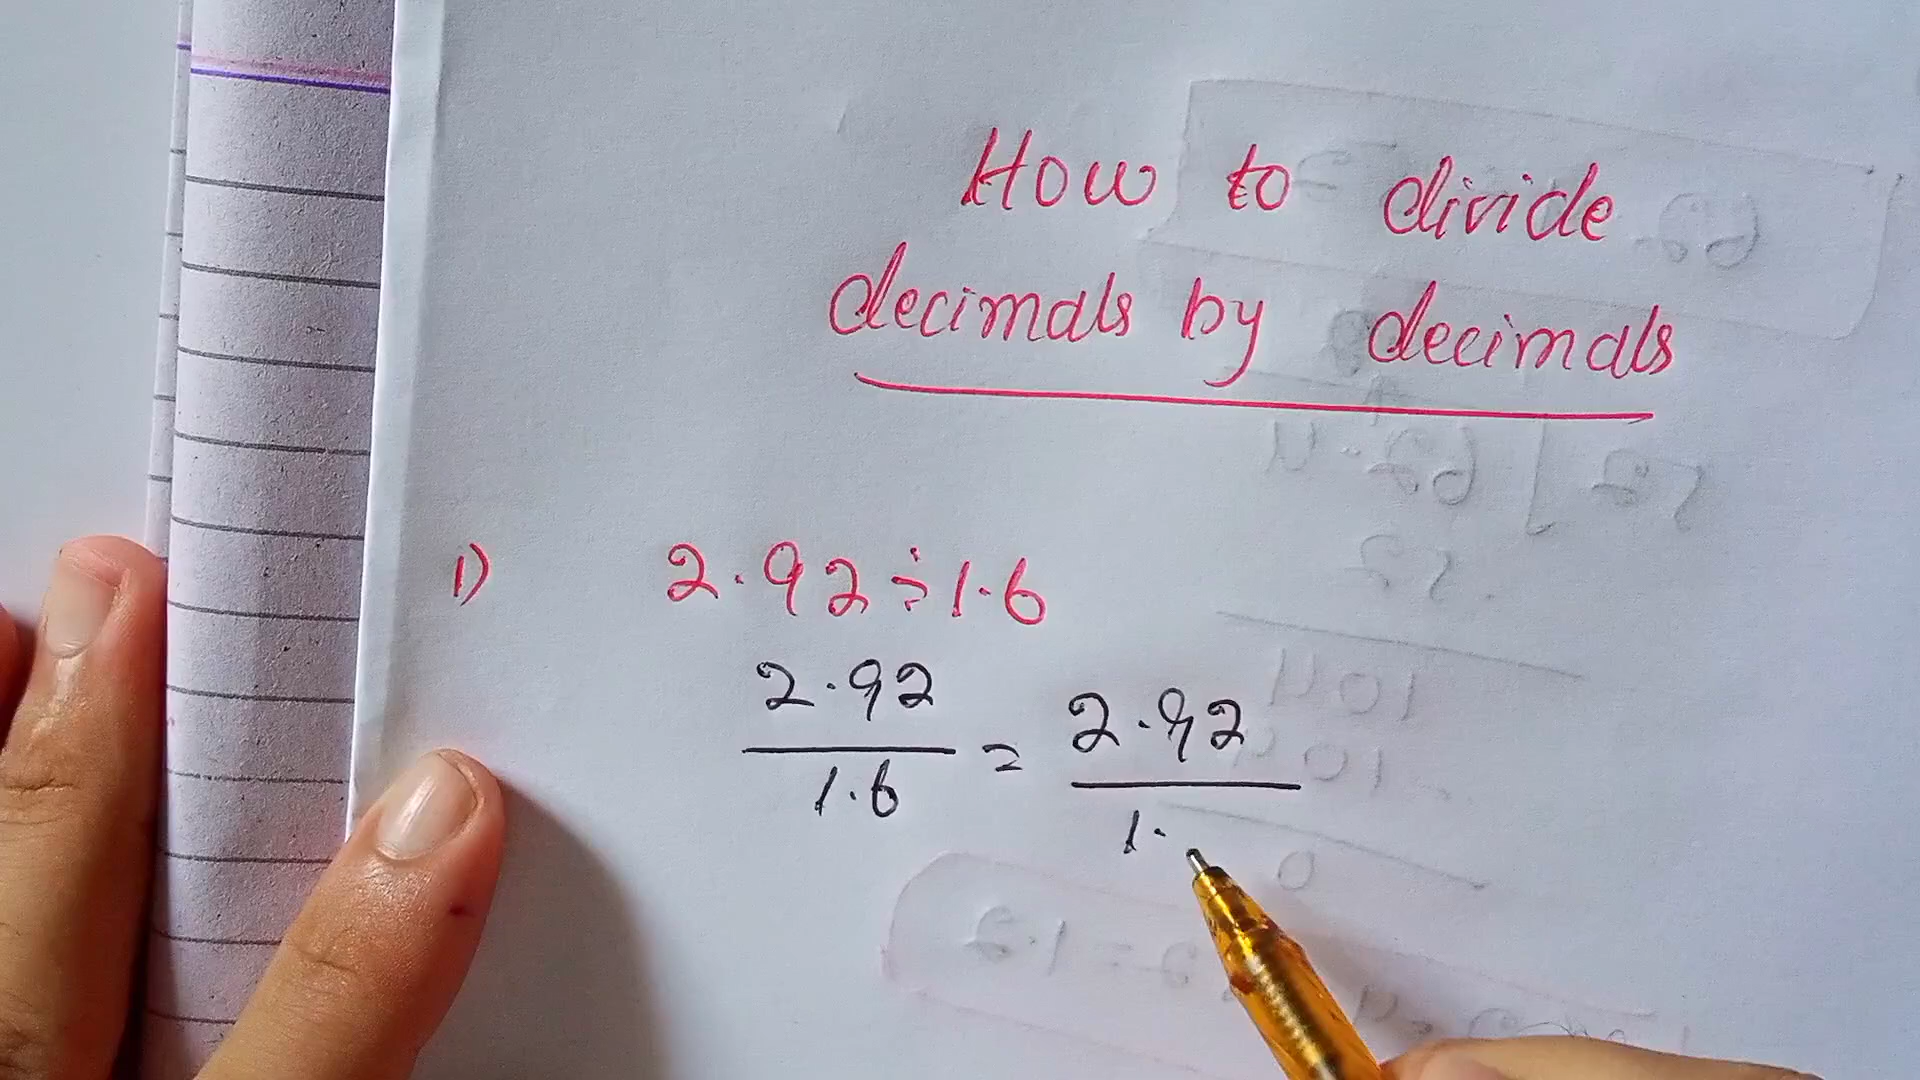 How to divide
decimals by decimals
1) 2.92÷1.6
2.92 = 2.92
1.6 1.